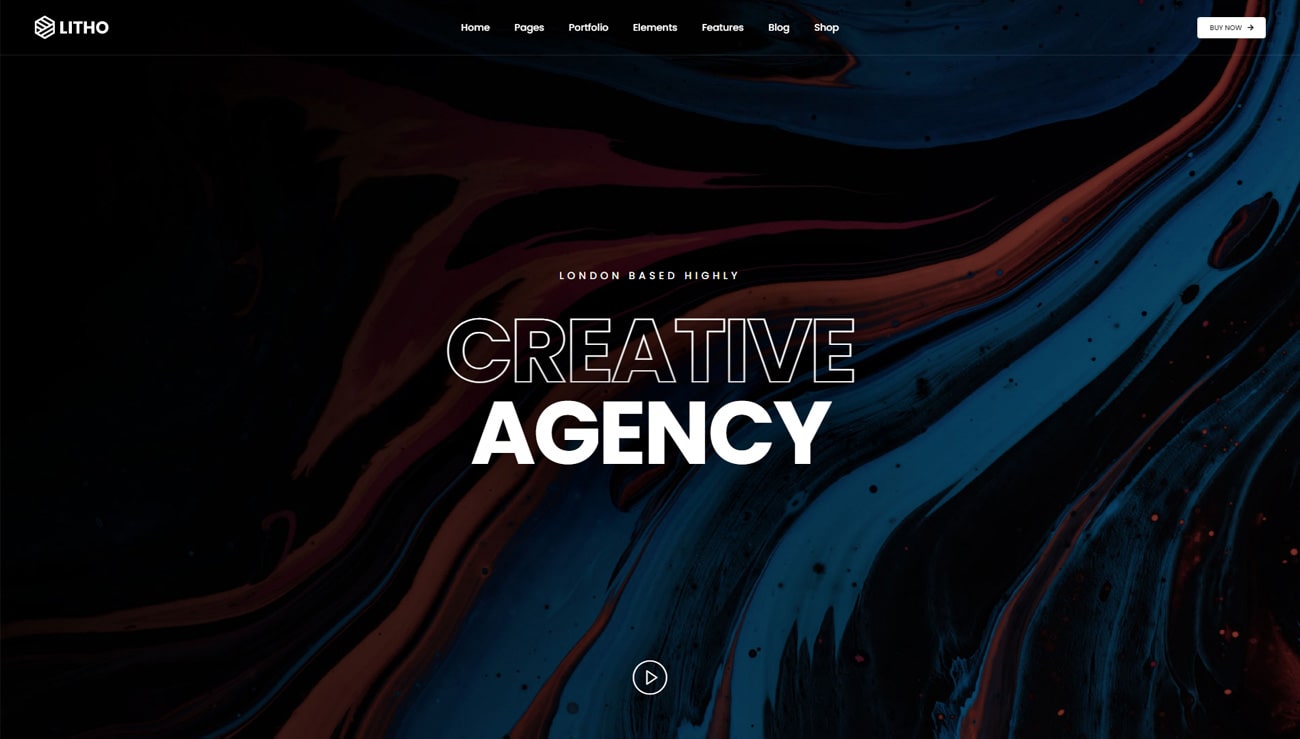 LITHO
Home Pages Portfolio Elements Features Blog Shop
BUY NOW
LONDON BASED HIGHLY
CREATIVE
AGENCY